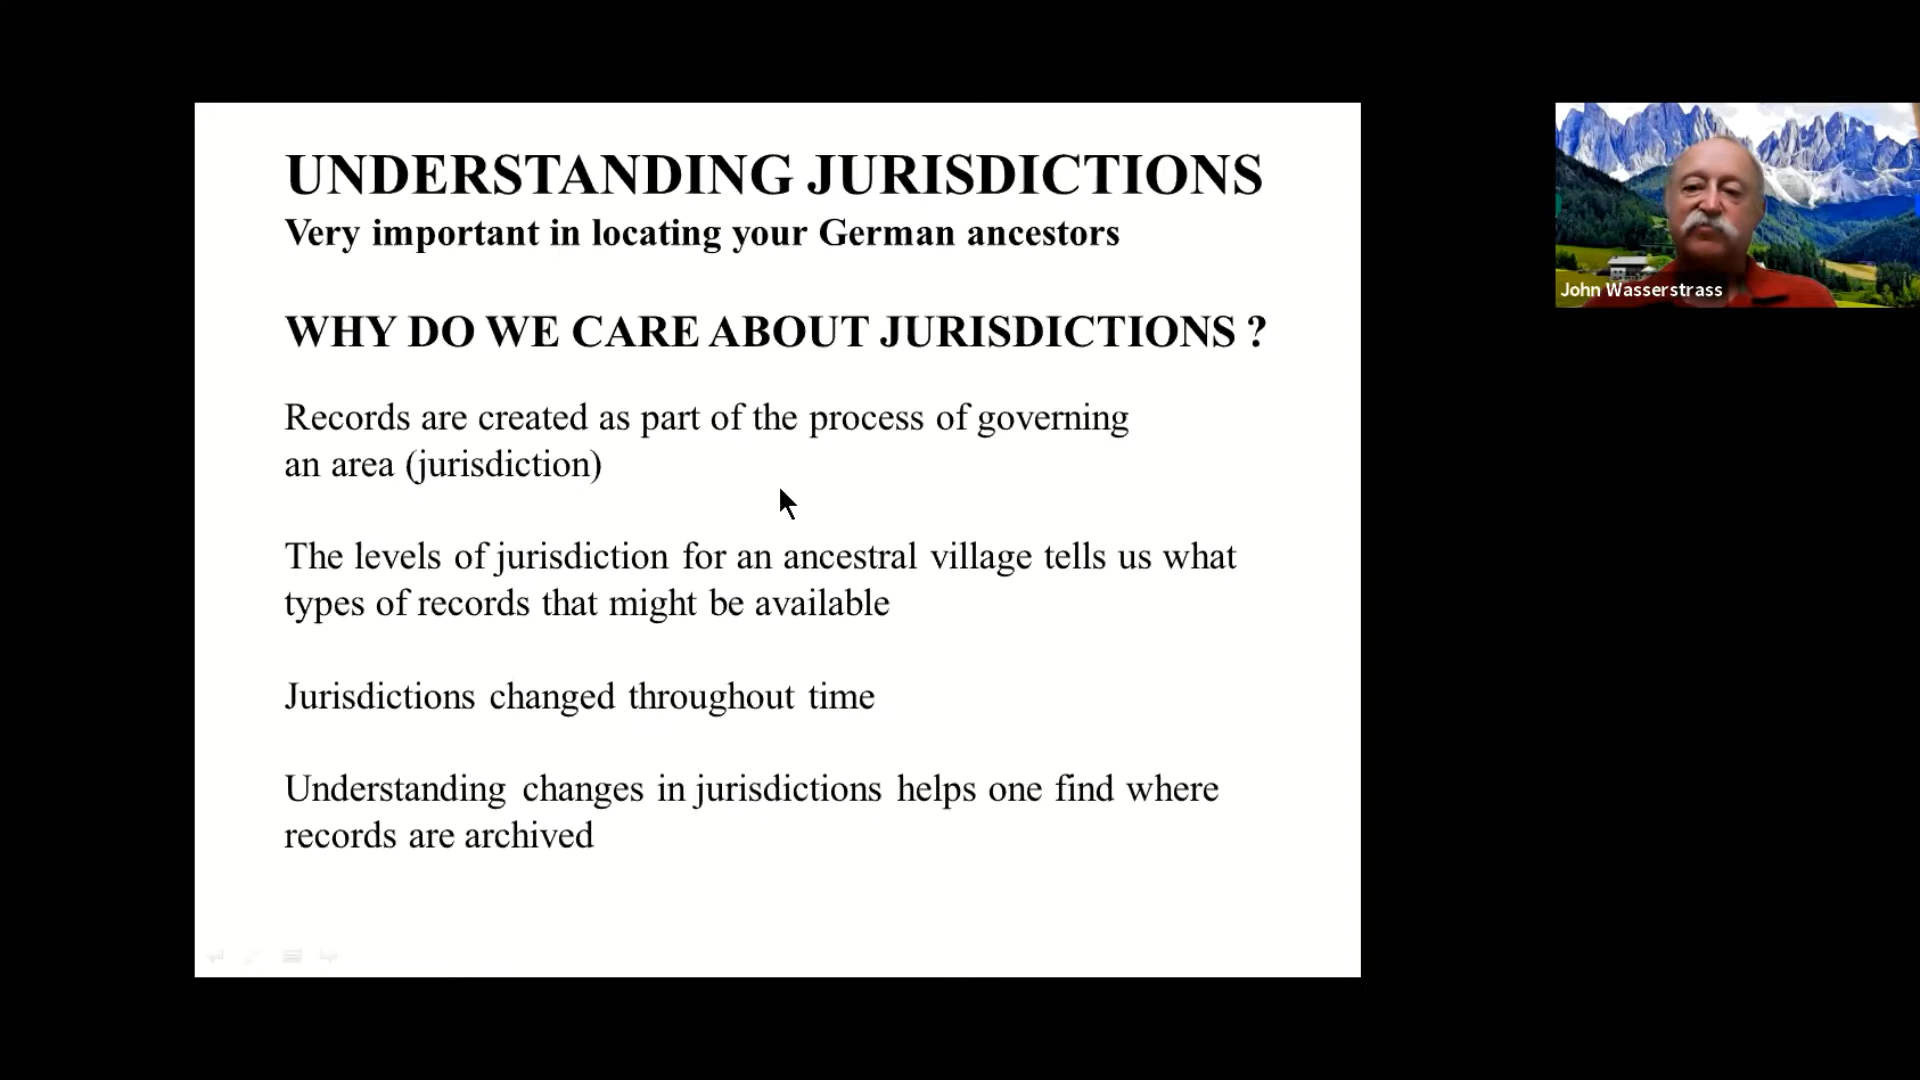 UNDERSTANDING JURISDICTIONS
Very important in locating your German ancestors
WHY DO WE CARE ABOUT JURISDICTIONS ?
Records are created as part of the process of governing
an area (jurisdiction)
The levels of jurisdiction for an ancestral village tells us what
types of records that might be available
Jurisdictions changed throughout time
Understanding changes in jurisdictions helps one find where
records are archived
John Wasserstrass